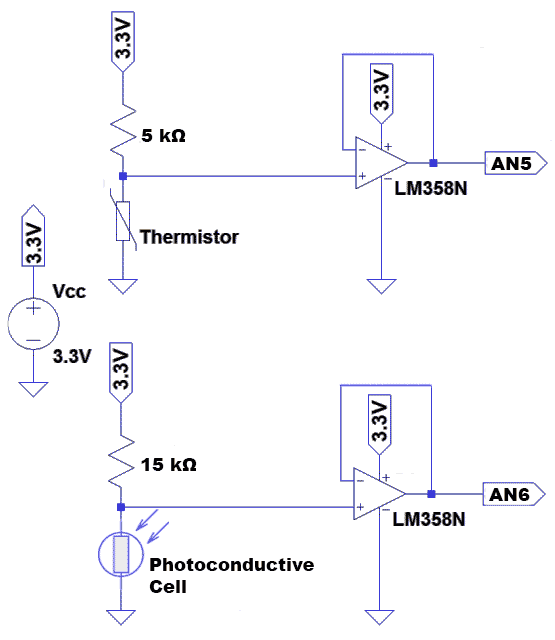 3.3V
3.3V
5 kΩ
AN5
LM358N
Thermistor
3.3V
Vcc
3.3V
3.3V
3.3V
15 kΩ
AN6
LM358N
Photoconductive
Cell